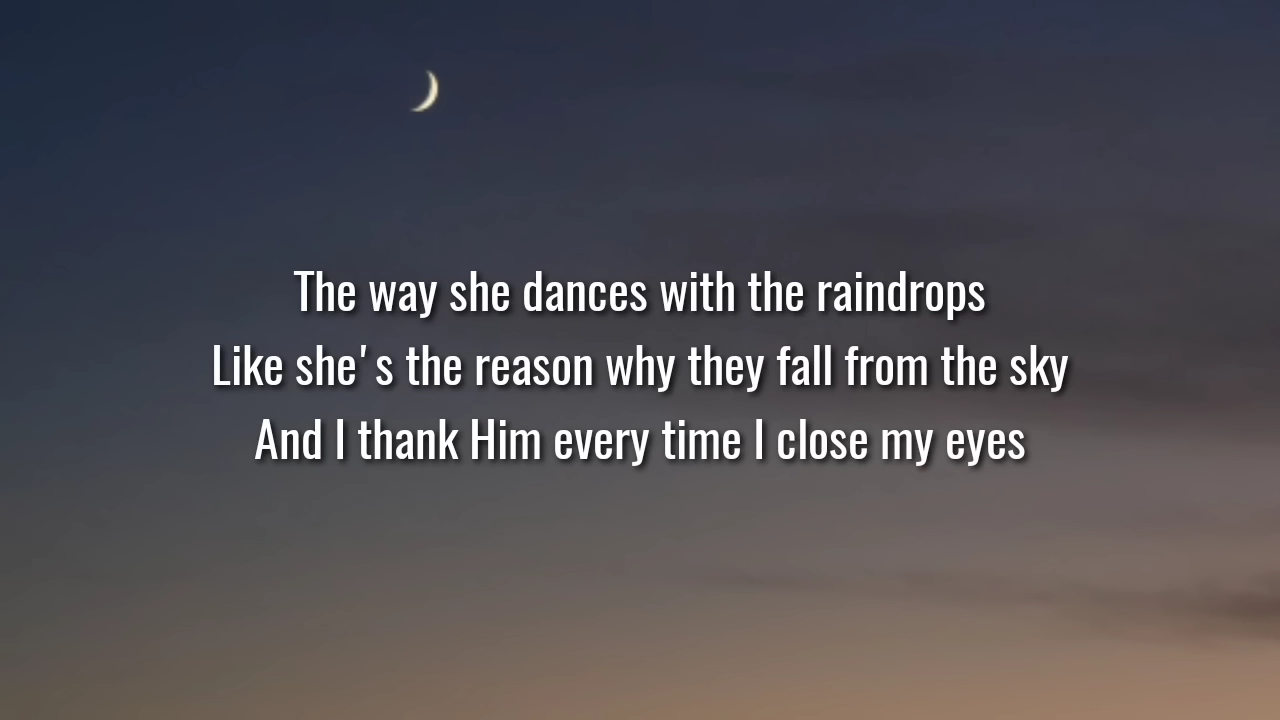 The way she dances with the raindrops
Like she's the reason why they fall from the sky
And I thank Him every time I close my eyes